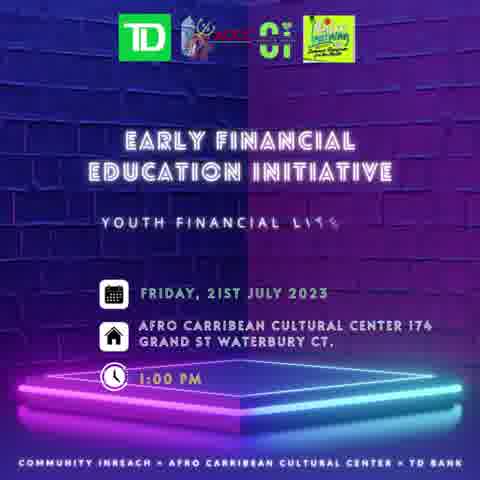 TD
EARLY FINANCIAL
EDUCATION INITIATIVE
YOUTH FINANCIAL
FRIDAY, 21ST JULY 2023
AFRO CARRIBEAN CULTURAL CENTER 174
GRAND ST WATERBURY CT.
1:00 PM
COMMUNITY INREACH × AFRO CARRIBEAN CULTURAL CENTER × TD BANK